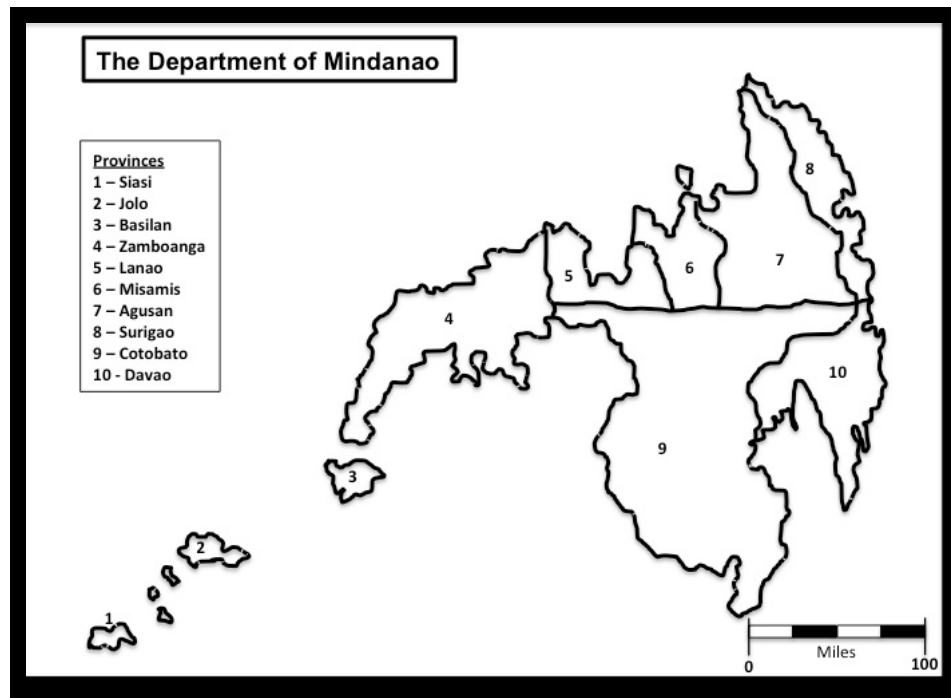 The Department of Mindanao
Provinces
1 – Siasi
2 – Jolo
3 – Basilan
4 – Zamboanga
5 – Lanao
6 – Misamis
7 – Agusan
8 – Surigao
9 – Cotobato
10 - Davao
8
7
6
5
4
10
9
3
2
1
Miles
0 100